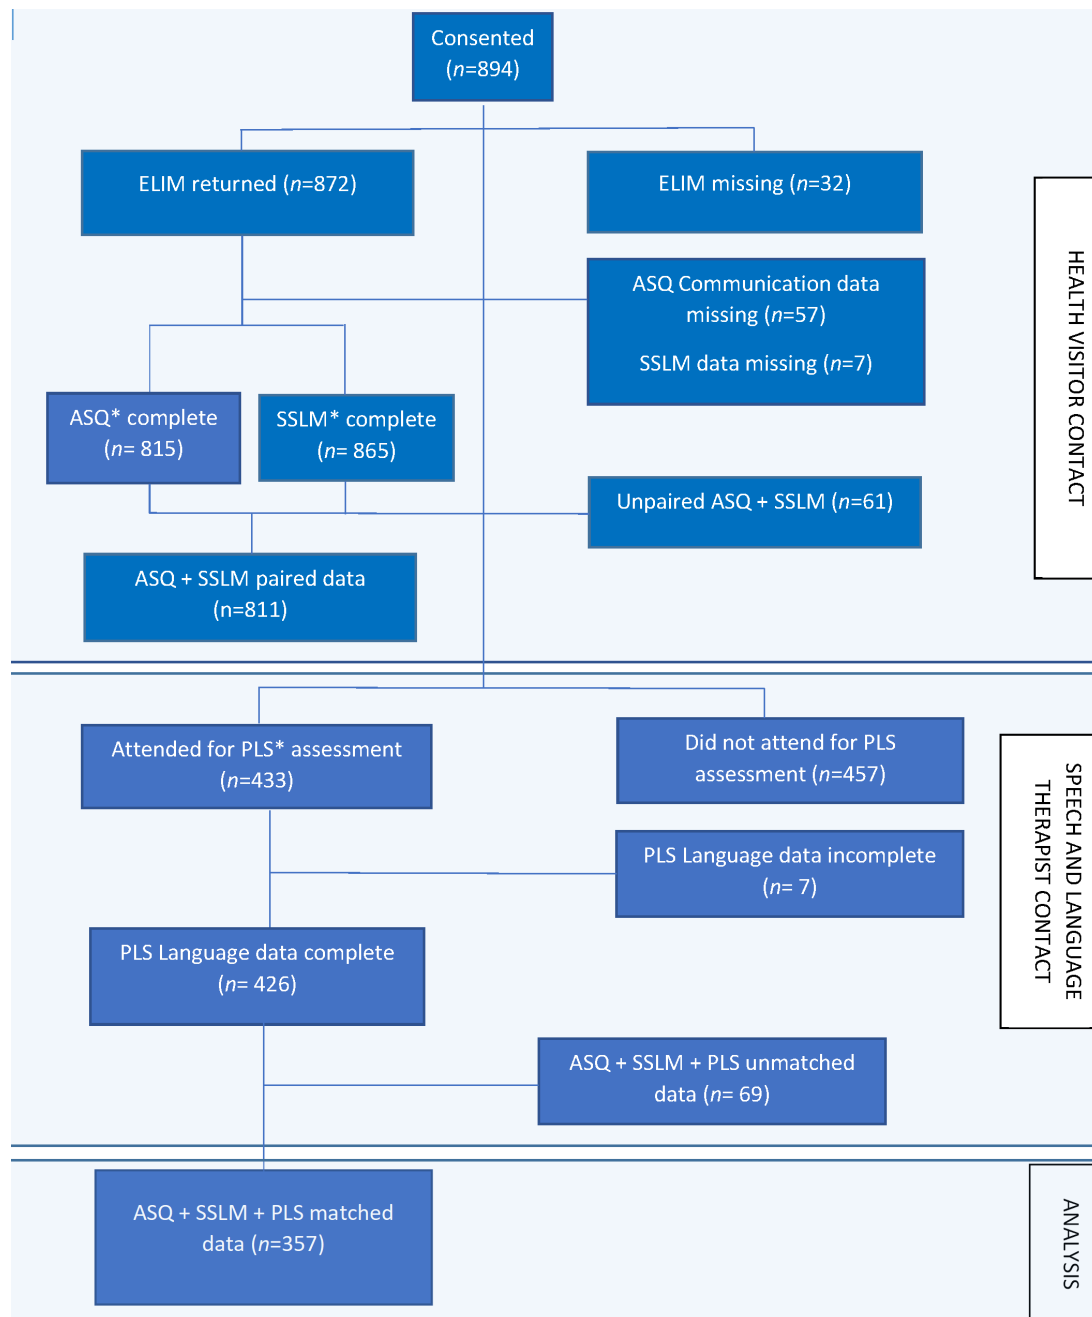 Consented
(n=894)
ELIM returned (n=872)
ELIM missing (n=32)
ASQ Communication data
missing (n=57)
SSLM data missing (n=7)
ASQ* complete
(n= 815)
SSLM* complete
(n= 865)
Unpaired ASQ + SSLM (n=61)
ASQ + SSLM paired data
(n=811)
HEALTH VISITOR CONTACT
Attended for PLS* assessment
(n=433)
Did not attend for PLS
assessment (n=457)
PLS Language data incomplete
(n= 7)
PLS Language data complete
(n= 426)
ASQ + SSLM + PLS unmatched
data (n= 69)
SPEECH AND LANGUAGE
THERAPIST CONTACT
ASQ + SSLM + PLS matched
data (n=357)
ANALYSIS